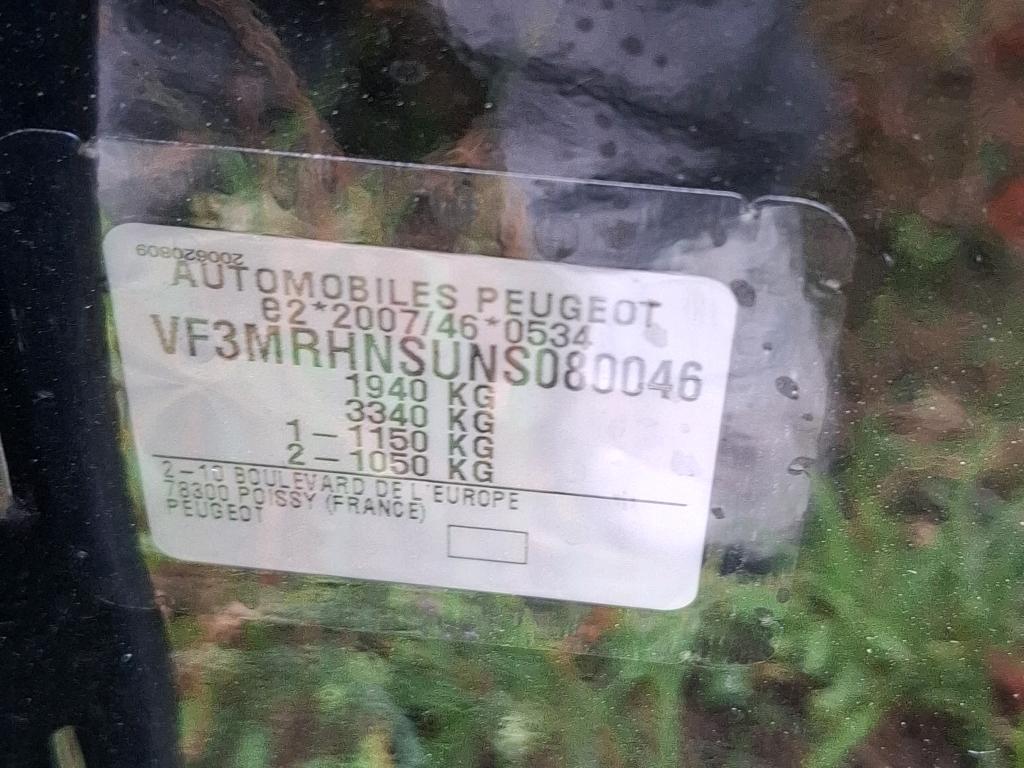 200820809
AUTOMOBILES PEUGEOT
e2*2007/46*0534
VF3MRHNSUNS080046
1940 KG
3340 KG
1 – 1150 KG
2 – 1050 KG
2–10 BOULEVARD DE L'EUROPE
78300 POISSY (FRANCE)
PEUGEOT